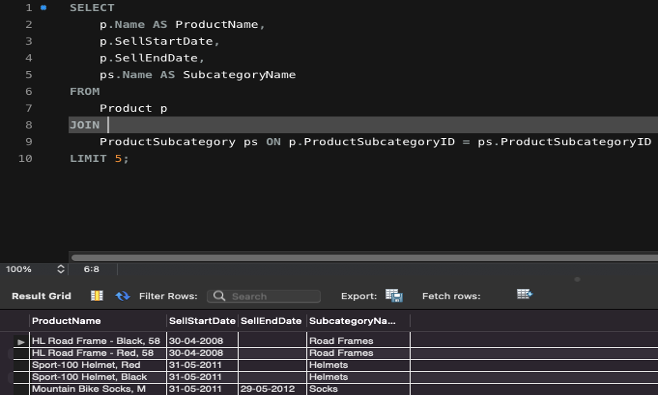 1 SELECT
2 p.Name AS ProductName,
3 p.SellStartDate,
4 p.SellEndDate,
5 ps.Name AS SubcategoryName
6 FROM
7 Product p
8 JOIN
9 ProductSubcategory ps ON p.ProductSubcategoryID = ps.ProductSubcategoryID
10 LIMIT 5;
100% 6:8
Result Grid Filter Rows: Search Export: Fetch rows:
ProductName SellStartDate SellEndDate SubcategoryNa...
HL Road Frame - Black, 58 30-04-2008 Road Frames
HL Road Frame - Red, 58 30-04-2008 Road Frames
Sport-100 Helmet, Red 31-05-2011 Helmets
Sport-100 Helmet, Black 31-05-2011 Helmets
Mountain Bike Socks, M 31-05-2011 29-05-2012 Socks